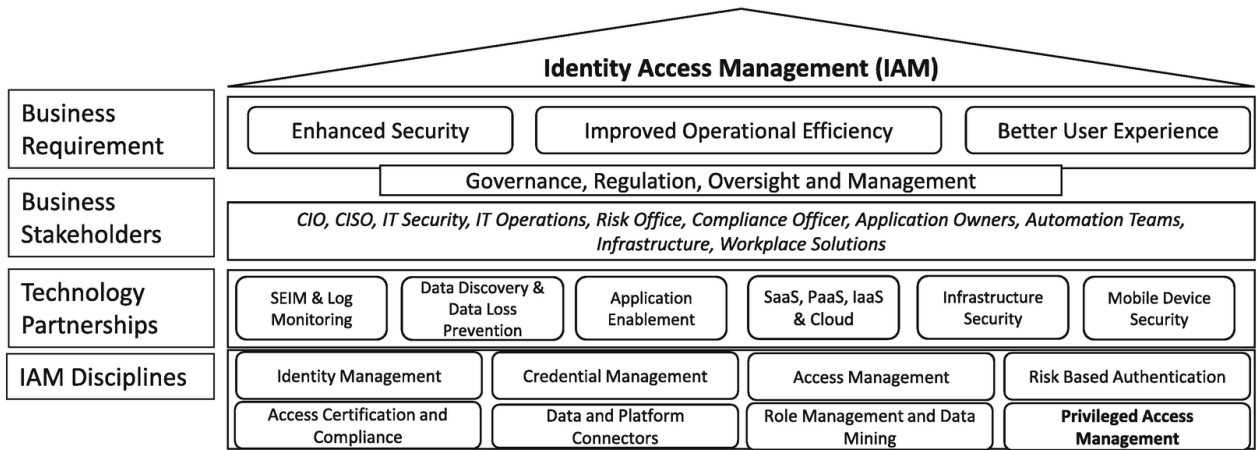 Identity Access Management (IAM)
Business
Requirement
Enhanced Security
Improved Operational Efficiency
Better User Experience
Governance, Regulation, Oversight and Management
Business
Stakeholders
CIO, CISO, IT Security, IT Operations, Risk Office, Compliance Officer, Application Owners, Automation Teams,
Infrastructure, Workplace Solutions
Technology
Partnerships
SEIM & Log
Monitoring
Data Discovery &
Data Loss
Prevention
Application
Enablement
SaaS, PaaS, IaaS
& Cloud
Infrastructure
Security
Mobile Device
Security
IAM Disciplines
Identity Management
Credential Management
Access Management
Risk Based Authentication
Access Certification and
Compliance
Data and Platform
Connectors
Role Management and Data
Mining
Privileged Access
Management